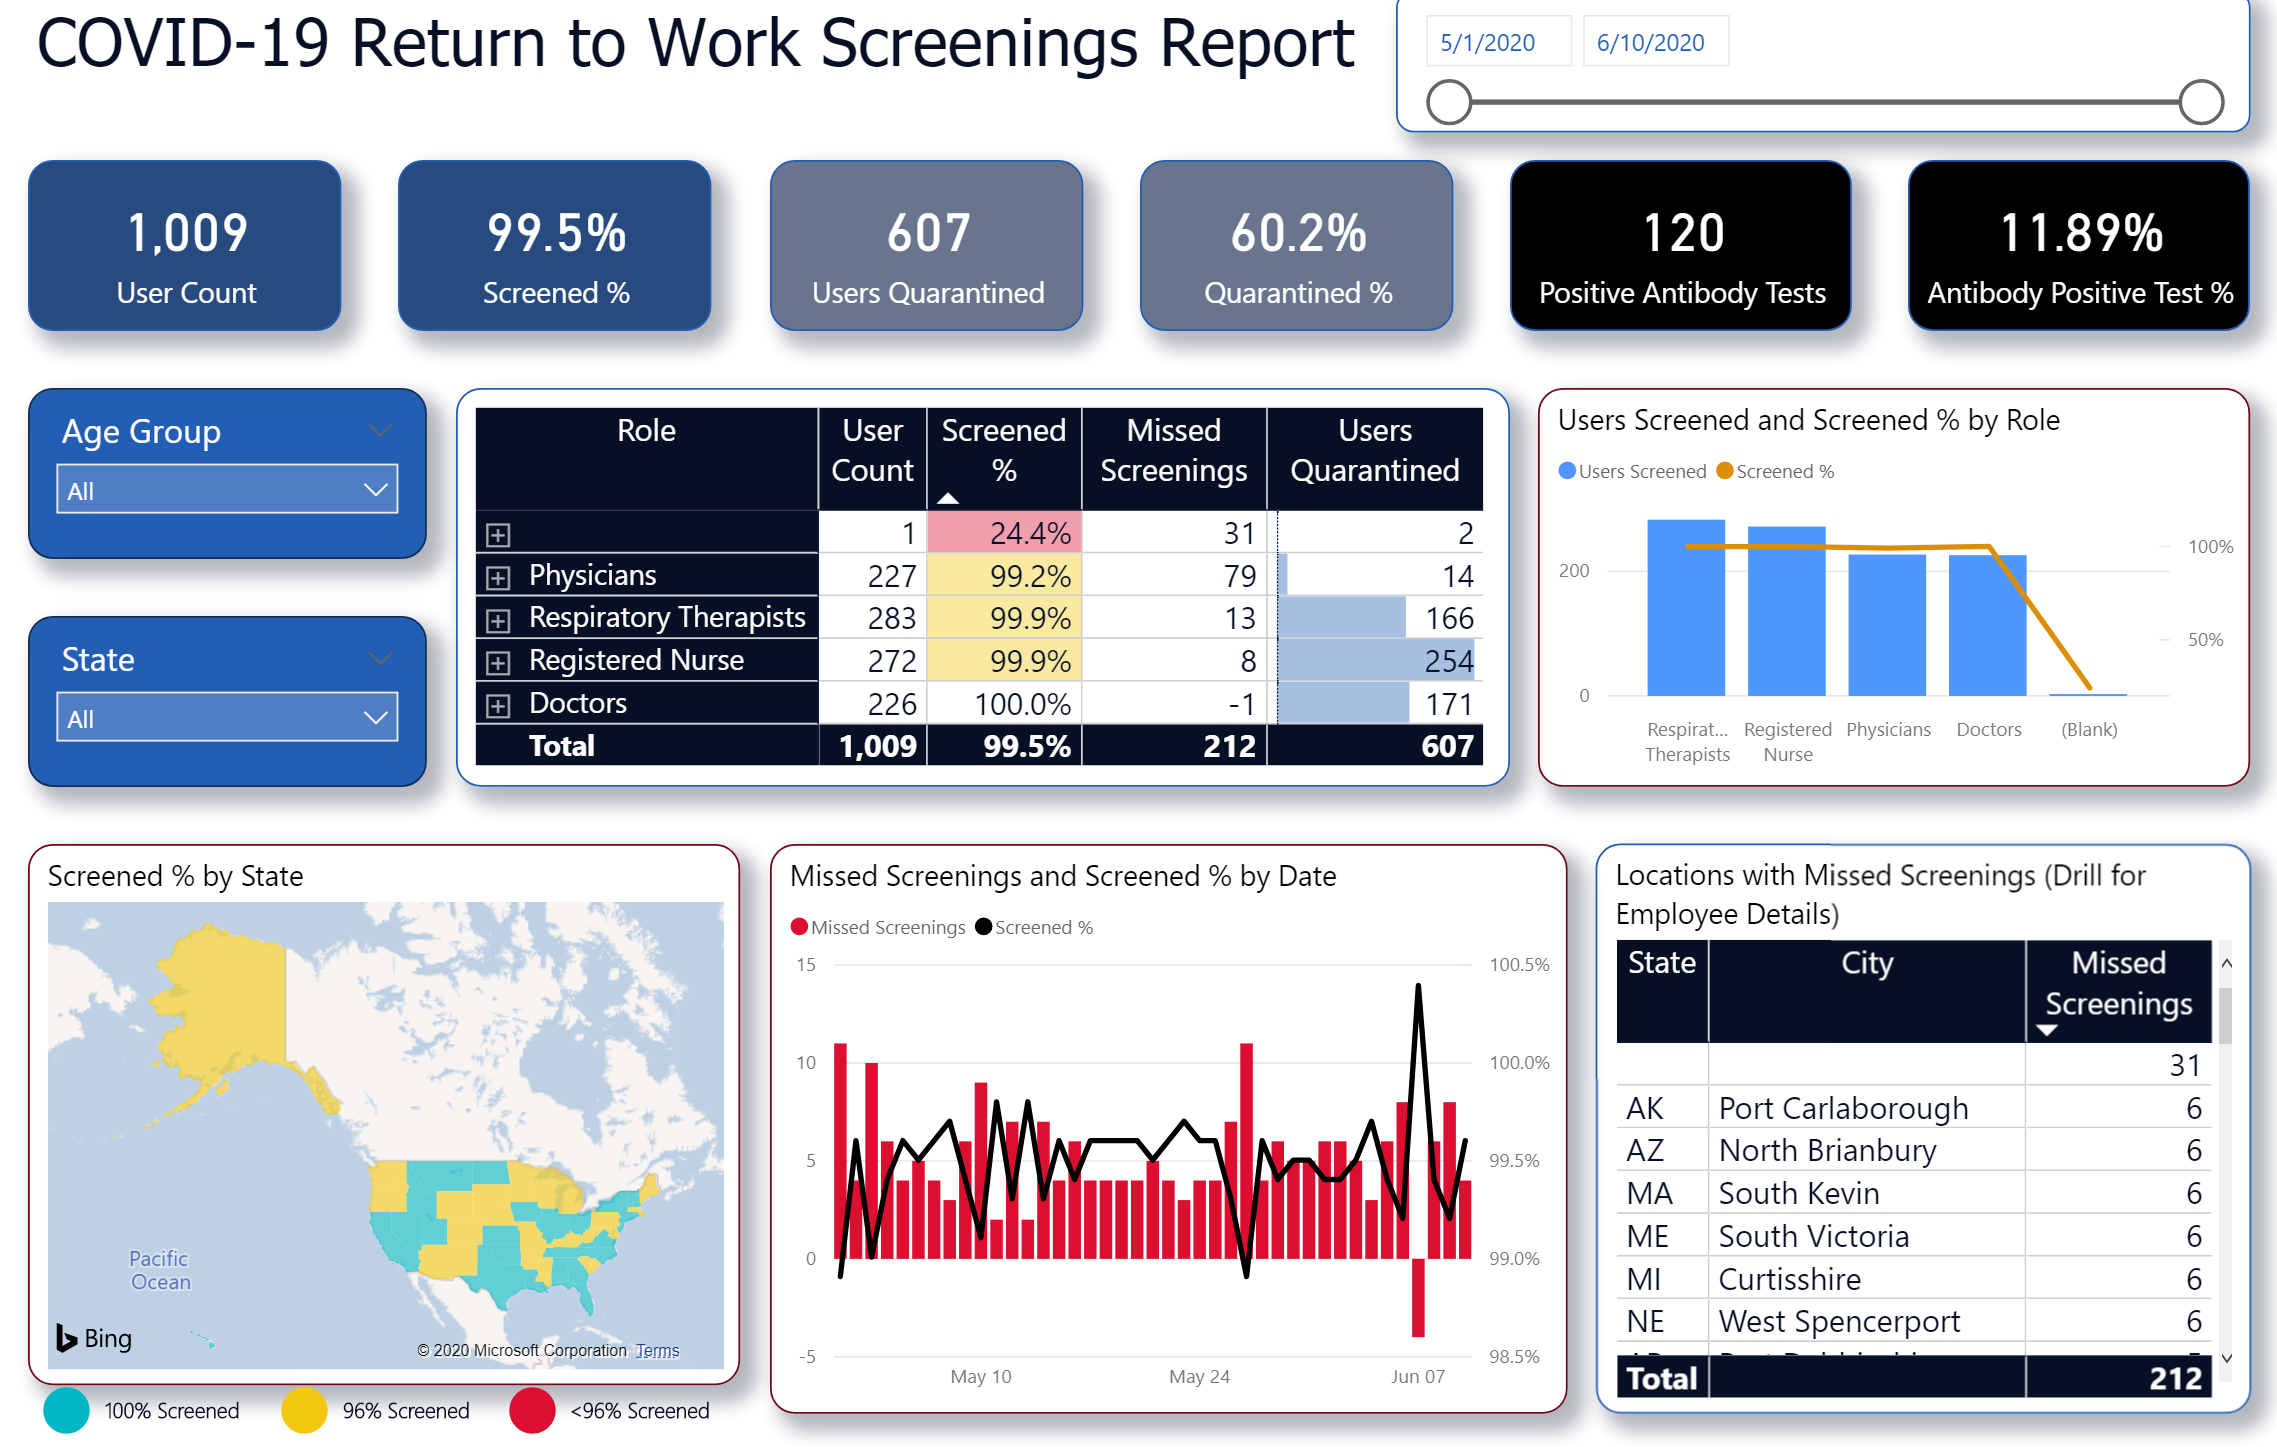 COVID-19 Return to Work Screenings Report
5/1/2020 6/10/2020
1,009
User Count
99.5%
Screened %
607
Users Quarantined
60.2%
Quarantined %
120
Positive Antibody Tests
11.89%
Antibody Positive Test %
Age Group
All
State
All
Role User Count Screened % Missed Screenings Users Quarantined
1 24.4% 31 2
Physicians 227 99.2% 79 14
Respiratory Therapists 283 99.9% 13 166
Registered Nurse 272 99.9% 8 254
Doctors 226 100.0% -1 171
Total 1,009 99.5% 212 607
Users Screened and Screened % by Role
Users Screened Screened %
200
0
100%
50%
Respirat... Therapists
Registered Nurse
Physicians
Doctors
(Blank)
Screened % by State
Pacific
Ocean
Bing
© 2020 Microsoft Corporation Terms
100% Screened
96% Screened
<96% Screened
Missed Screenings and Screened % by Date
Missed Screenings Screened %
15
10
5
0
-5
100.5%
100.0%
99.5%
99.0%
98.5%
May 10 May 24 Jun 07
Locations with Missed Screenings (Drill for
Employee Details)
State City Missed Screenings
31
AK Port Carlaborough 6
AZ North Brianbury 6
MA South Kevin 6
ME South Victoria 6
MI Curtisshire 6
NE West Spencerport 6
Total 212